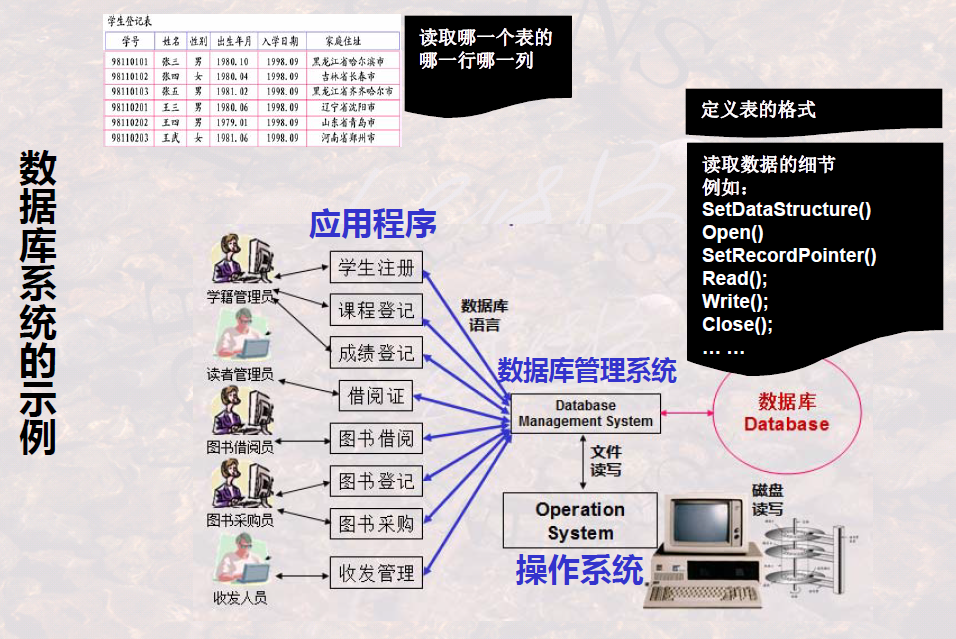 学生登记表
学号 姓名 性别 出生年月 入学日期 家庭住址
98110101 张三 男 1980.10 1998.09 黑龙江省哈尔滨市
98110102 张四 女 1980.04 1998.09 吉林省长春市
98110103 张五 男 1981.02 1998.09 黑龙江省齐齐哈尔市
98110201 王三 男 1980.06 1998.09 辽宁省沈阳市
98110202 王四 男 1979.01 1998.09 山东省青岛市
98110203 王武 女 1981.06 1998.09 河南省郑州市
读取哪一个表的
哪一行哪一列
定义表的格式
读取数据的细节
例如：
SetDataStructure()
Open()
SetRecordPointer()
Read();
Write();
Close();
… …
数据库系统的示例
应用程序
学籍管理员
读者管理员
图书借阅员
图书采购员
收发人员
学生注册
课程登记
成绩登记
借阅证
图书借阅
图书登记
图书采购
收发管理
数据库
语言
数据库管理系统
Database
Management System
数据库
Database
文件
读写
Operation
System
操作系统
磁盘
读写